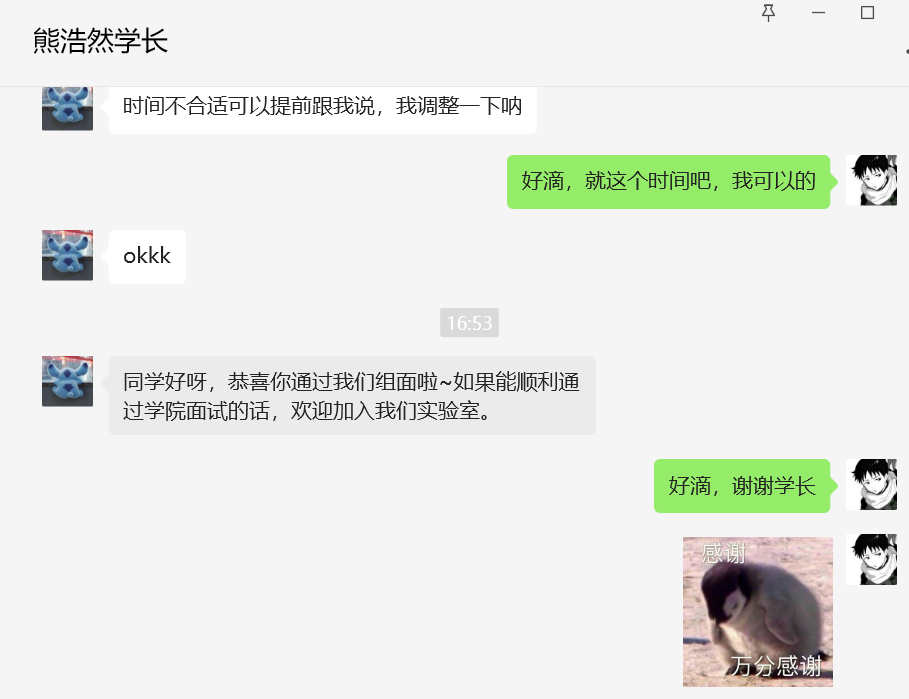 熊浩然学长
时间不合适可以提前跟我说，我调整一下呐
好滴，就这个时间吧，我可以的
okkk
16:53
同学好呀，恭喜你通过我们组面啦~如果能顺利通
过学院面试的话，欢迎加入我们实验室。
好滴，谢谢学长
感谢
万分感谢